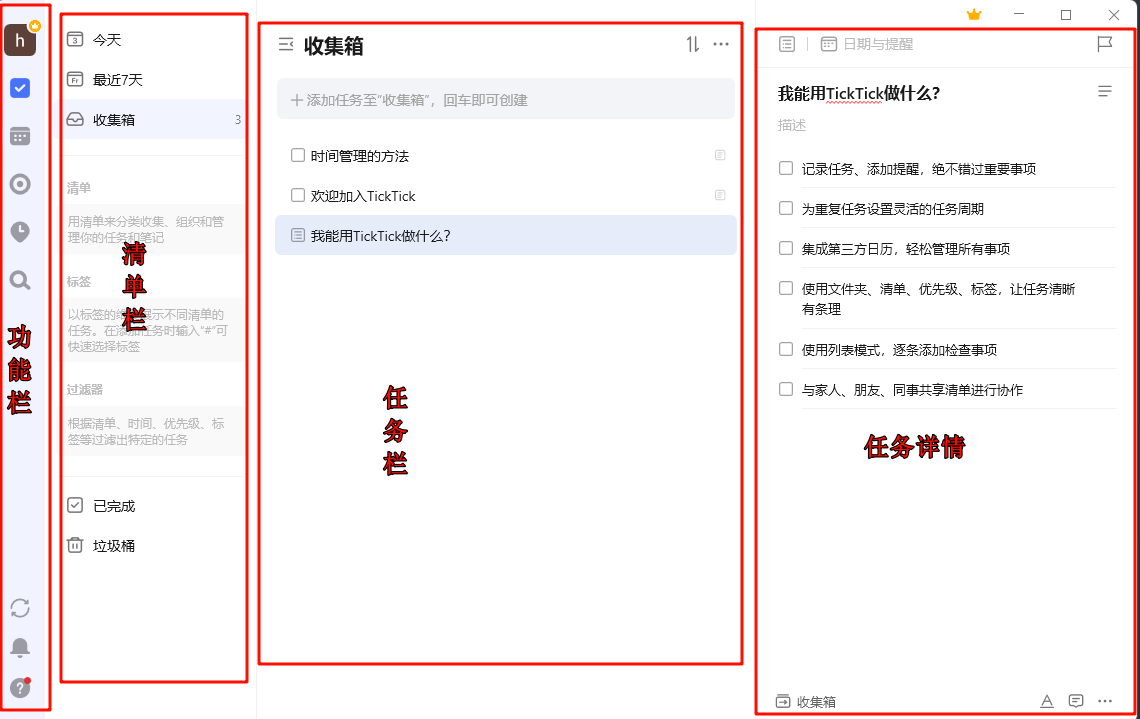 h
功能栏
3
今天
Fr
最近7天
收集箱 3
清单
用清单来分类收集、组织和管
理你的任务和笔记
清单栏
标签
以标签的维度展示不同清单的
任务。在添加任务时输入“#”可
快速选择标签
过滤器
根据清单、时间、优先级、标
签等过滤出特定的任务
已完成
垃圾桶
收集箱
添加任务至“收集箱”，回车即可创建
时间管理的方法
欢迎加入TickTick
我能用TickTick做什么?
任务栏
日期与提醒
我能用TickTick做什么?
描述
记录任务、添加提醒，绝不错过重要事项
为重复任务设置灵活的任务周期
集成第三方日历，轻松管理所有事项
使用文件夹、清单、优先级、标签，让任务清晰
有条理
使用列表模式，逐条添加检查事项
与家人、朋友、同事共享清单进行协作
任务详情
收集箱